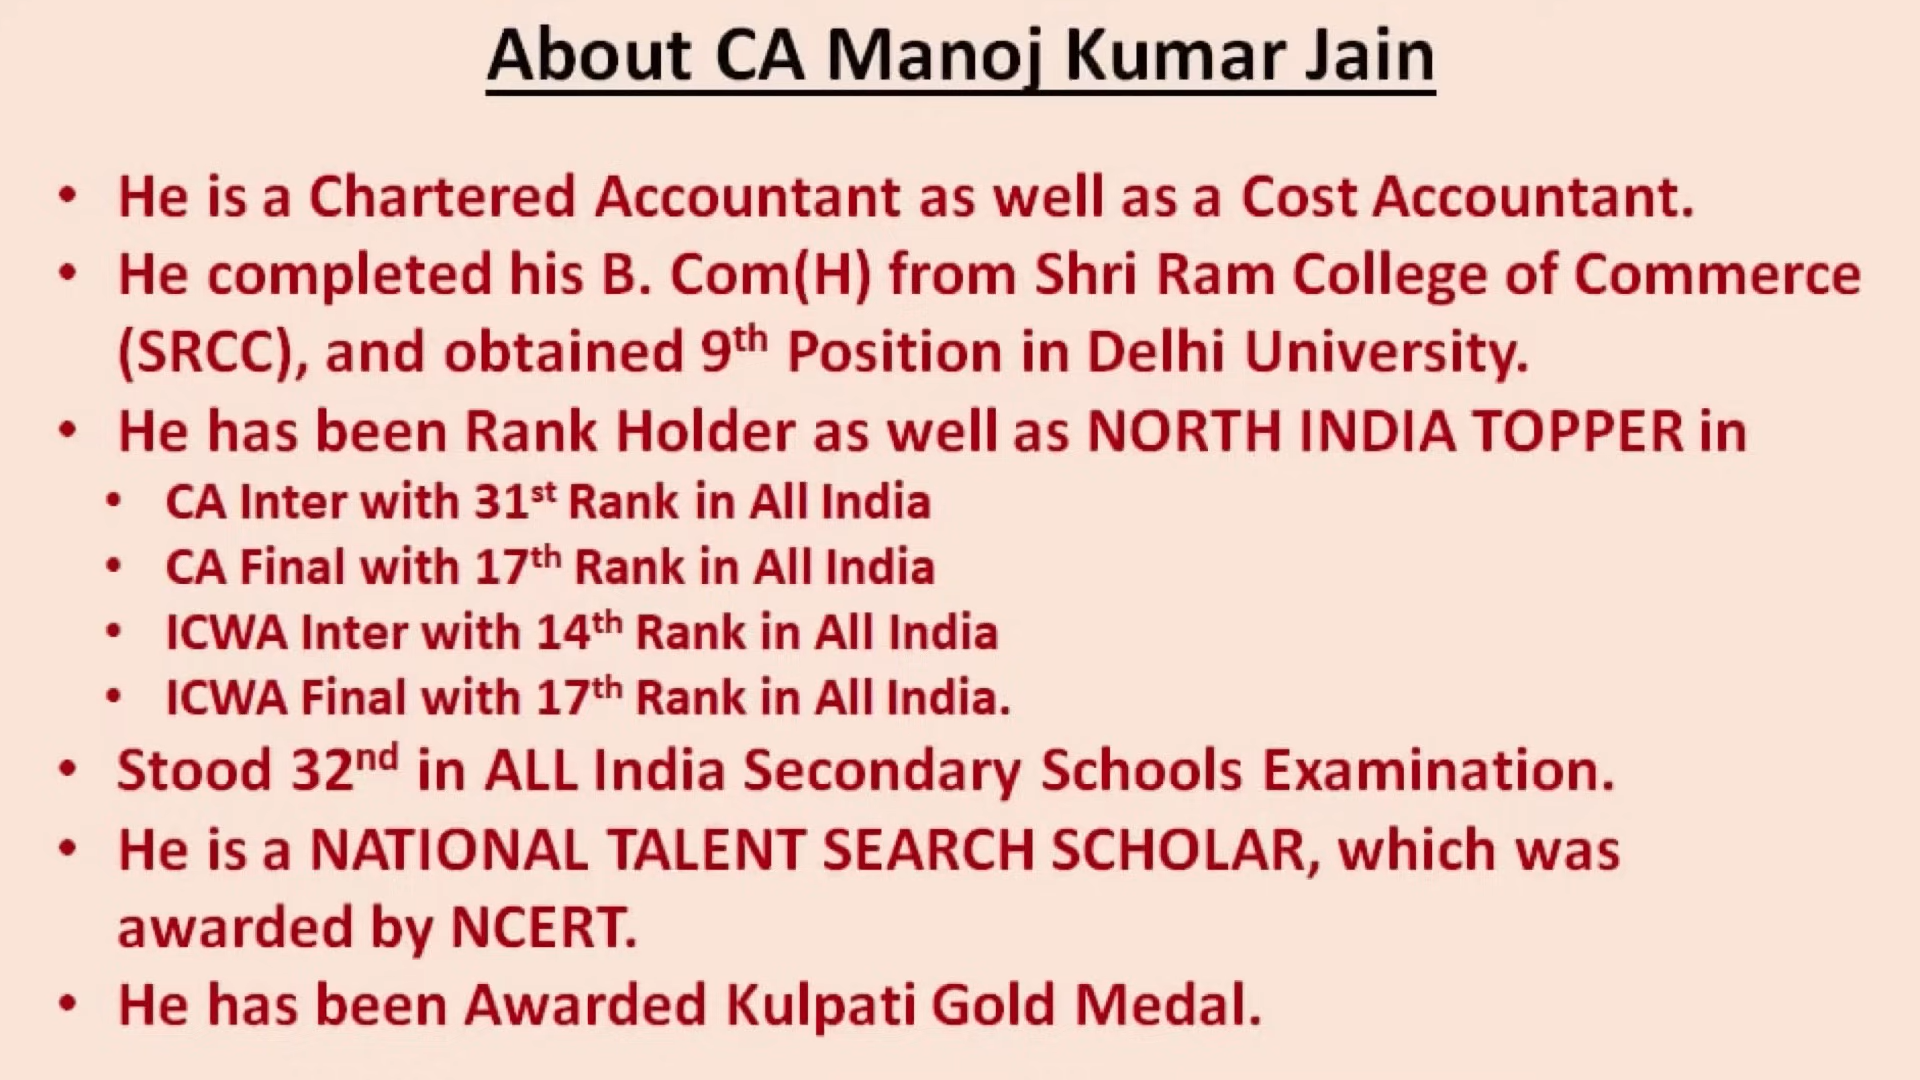 About CA Manoj Kumar Jain
• He is a Chartered Accountant as well as a Cost Accountant.
• He completed his B. Com(H) from Shri Ram College of Commerce
(SRCC), and obtained 9th Position in Delhi University.
• He has been Rank Holder as well as NORTH INDIA TOPPER in
• CA Inter with 31st Rank in All India
• CA Final with 17th Rank in All India
• ICWA Inter with 14th Rank in All India
• ICWA Final with 17th Rank in All India.
• Stood 32nd in ALL India Secondary Schools Examination.
• He is a NATIONAL TALENT SEARCH SCHOLAR, which was
awarded by NCERT.
• He has been Awarded Kulpati Gold Medal.